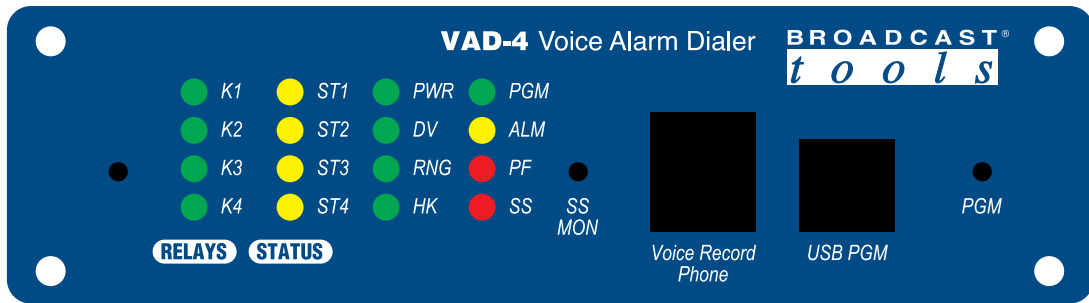 VAD-4 Voice Alarm Dialer
BROADCAST®
tools
K1 ST1 PWR PGM
K2 ST2 DV ALM
K3 ST3 RNG PF
K4 ST4 HK SS
SS
MON
PGM
RELAYS STATUS
Voice Record
Phone
USB PGM